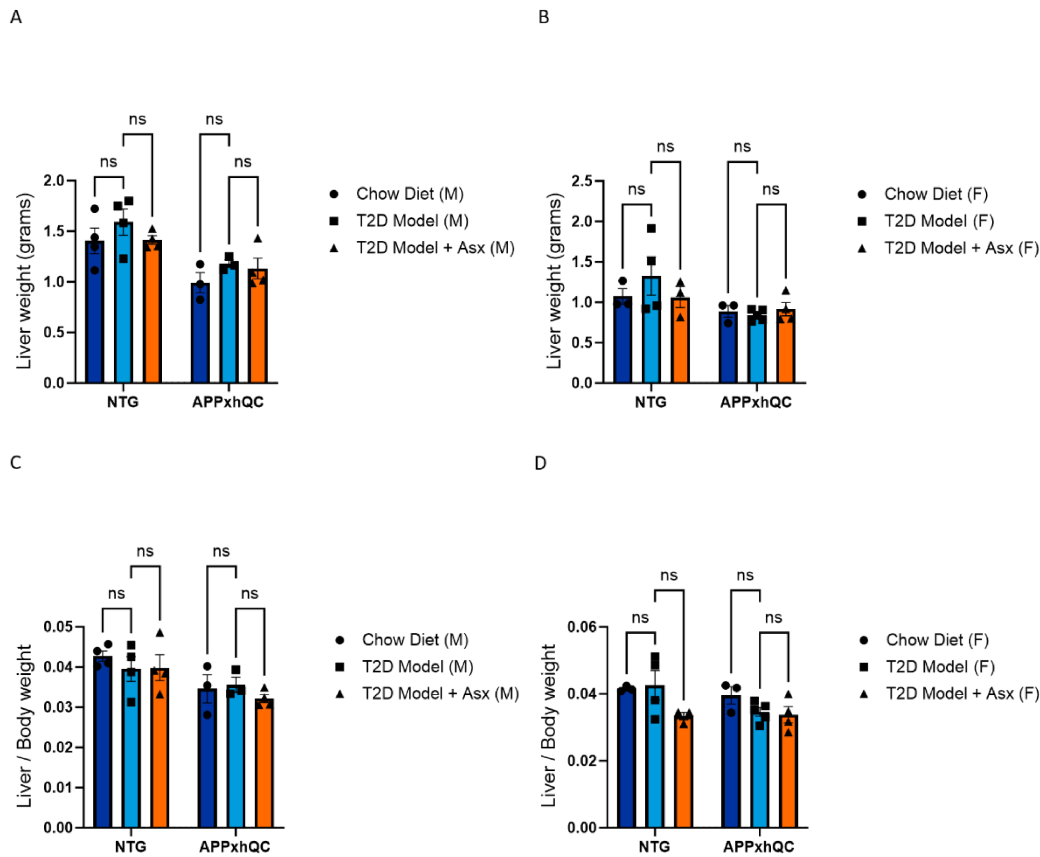 A
B
ns
ns
ns
ns
Liver weight (grams)
2.0
1.5
1.0
0.5
0.0
NTG
APPxhQC
Chow Diet (M)
T2D Model (M)
T2D Model + Asx (M)
ns
ns
ns
ns
Liver weight (grams)
2.5
2.0
1.5
1.0
0.5
0.0
NTG
APPxhQC
Chow Diet (F)
T2D Model (F)
T2D Model + Asx (F)
C
D
ns
ns
ns
ns
Liver / Body weight
0.05
0.04
0.03
0.02
0.01
0.00
NTG
APPxhQC
Chow Diet (M)
T2D Model (M)
T2D Model + Asx (M)
ns
ns
ns
ns
Liver / Body weight
0.06
0.04
0.02
0.00
NTG
APPxhQC
Chow Diet (F)
T2D Model (F)
T2D Model + Asx (F)